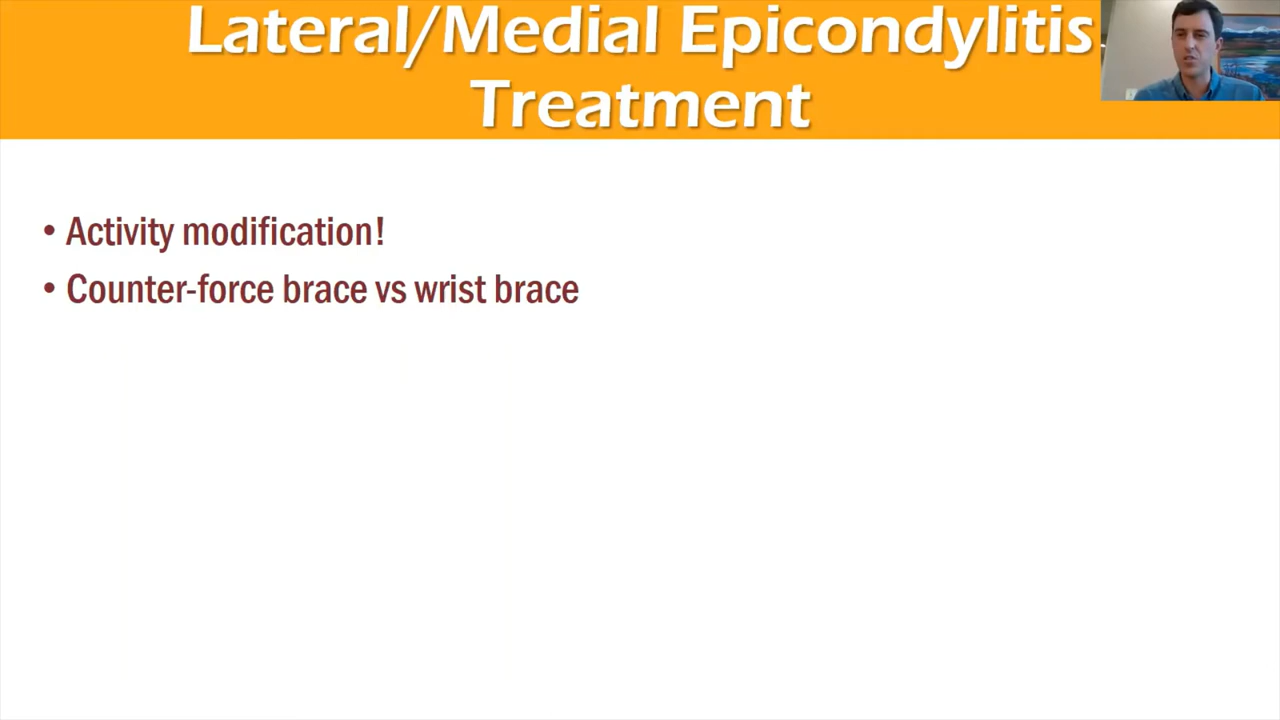 Lateral/Medial Epicondylitis
Treatment
• Activity modification!
• Counter-force brace vs wrist brace